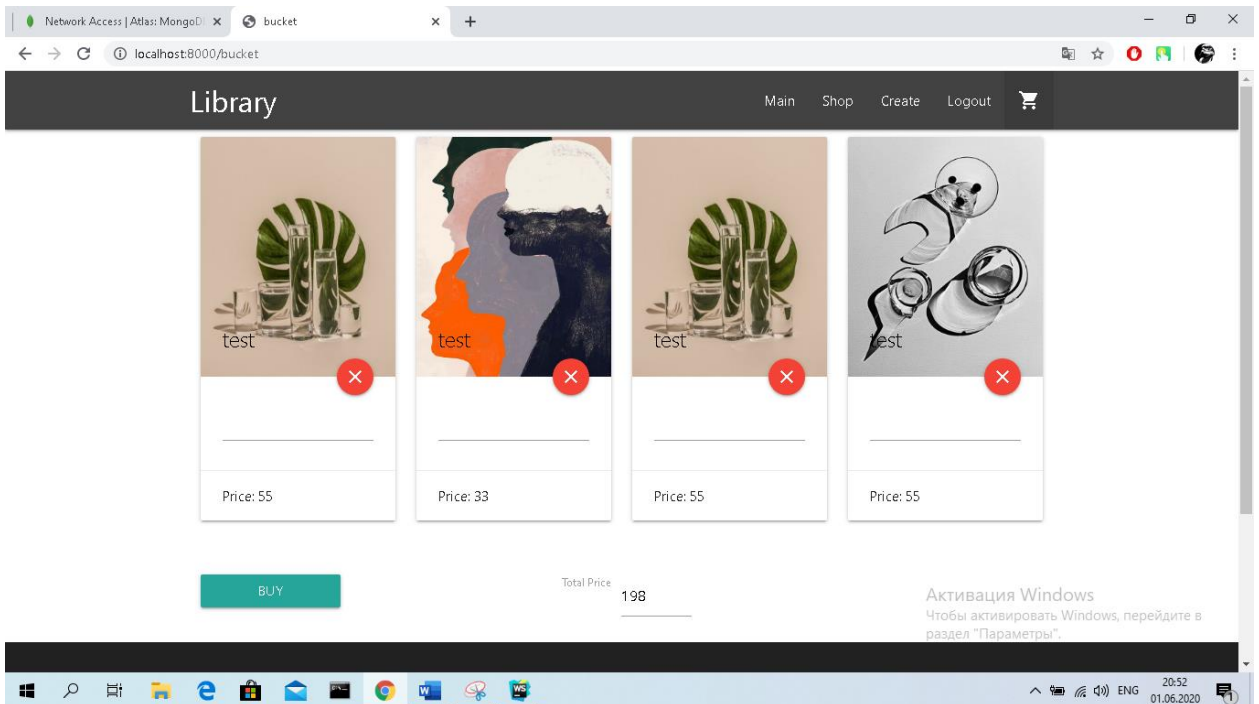 Network Access | Atlas: MongoD
bucket
localhost:8000/bucket
Library
Main
Shop
Create
Logout
test
test
test
test
Price: 55
Price: 33
Price: 55
Price: 55
BUY
Total Price
198
Активация Windows
Чтобы активировать Windows, перейдите в
раздел "Параметры".
ENG
20:52
01.06.2020